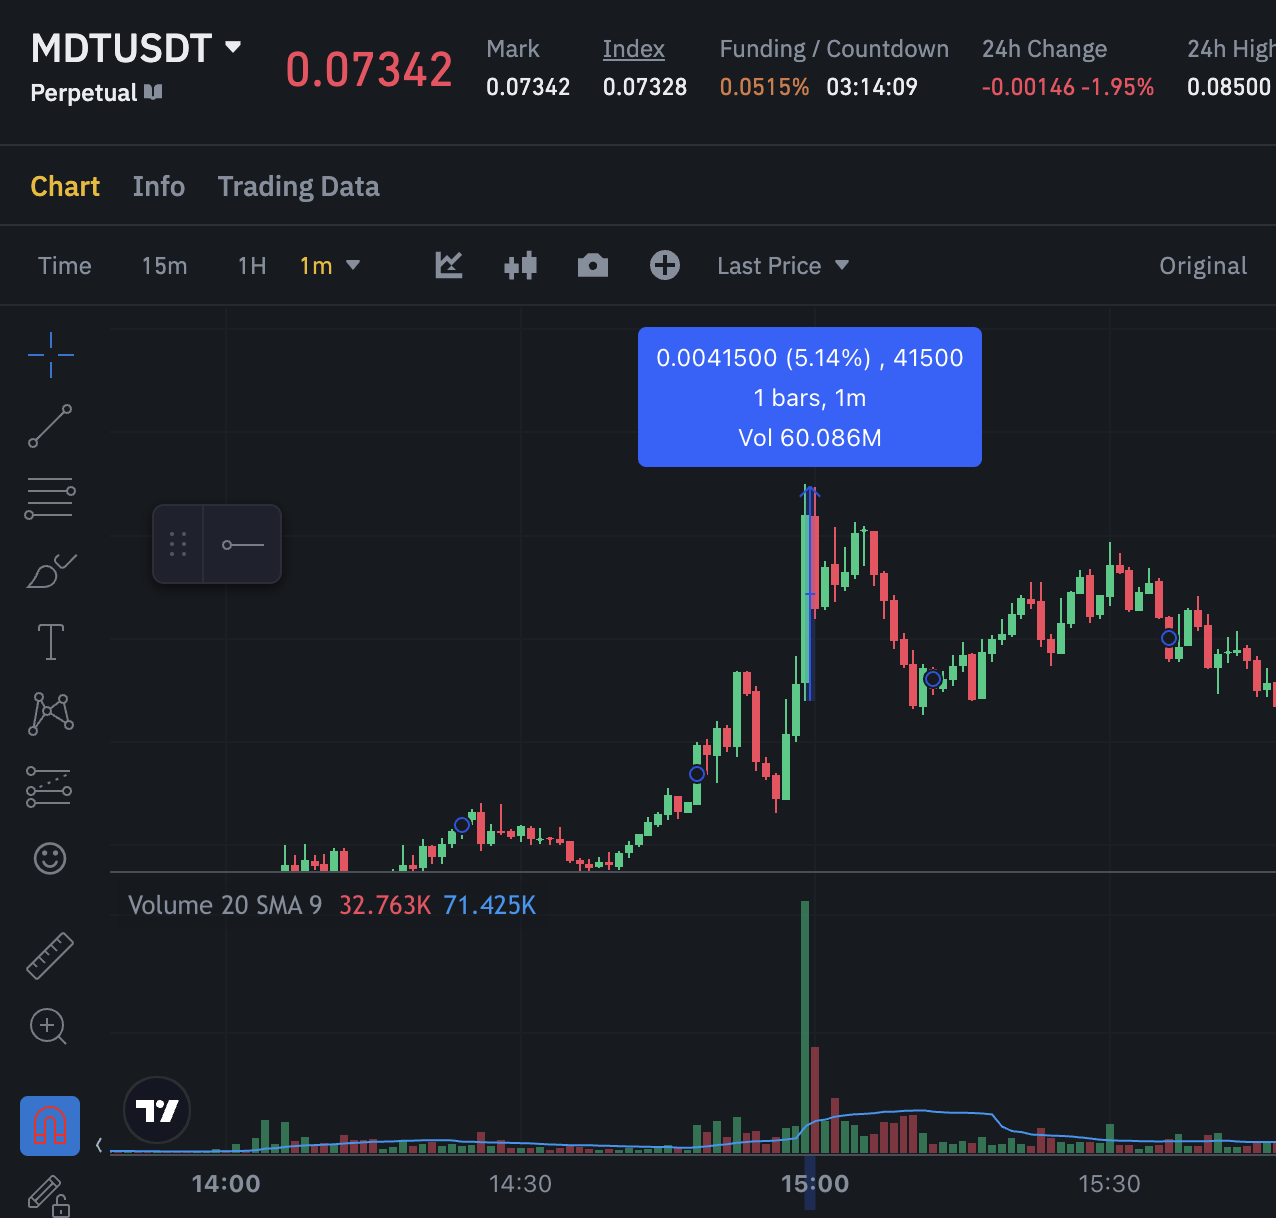 MDTUSDT
Perpetual
0.07342
Mark
0.07342
Index
0.07328
Funding / Countdown
0.0515% 03:14:09
24h Change
-0.00146 -1.95%
24h High
0.08500
Chart Info Trading Data
Time 15m 1H 1m Last Price Original
0.0041500 (5.14%) , 41500
1 bars, 1m
Vol 60.086M
Volume 20 SMA 9 32.763K 71.425K
14:00 14:30 15:00 15:30